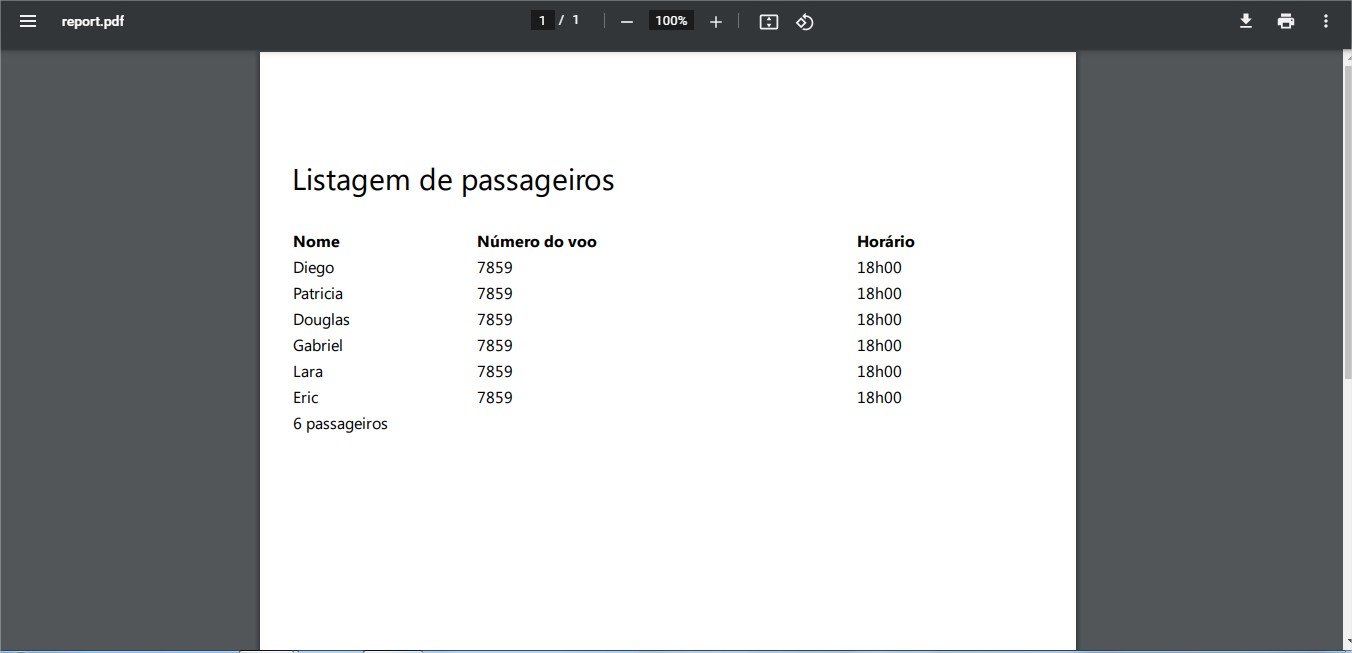 report.pdf
1 / 1
100%
Listagem de passageiros
Nome Número do voo Horário
Diego 7859 18h00
Patricia 7859 18h00
Douglas 7859 18h00
Gabriel 7859 18h00
Lara 7859 18h00
Eric 7859 18h00
6 passageiros